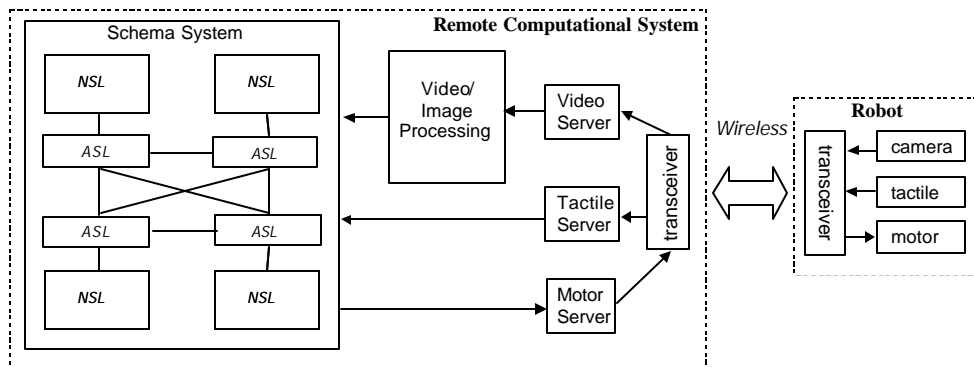 Remote Computational System
Schema System
NSL
NSL
ASL
ASL
ASL
ASL
NSL
NSL
Video/
Image
Processing
Video
Server
Tactile
Server
Motor
Server
transceiver
Wireless
Robot
transceiver
camera
tactile
motor